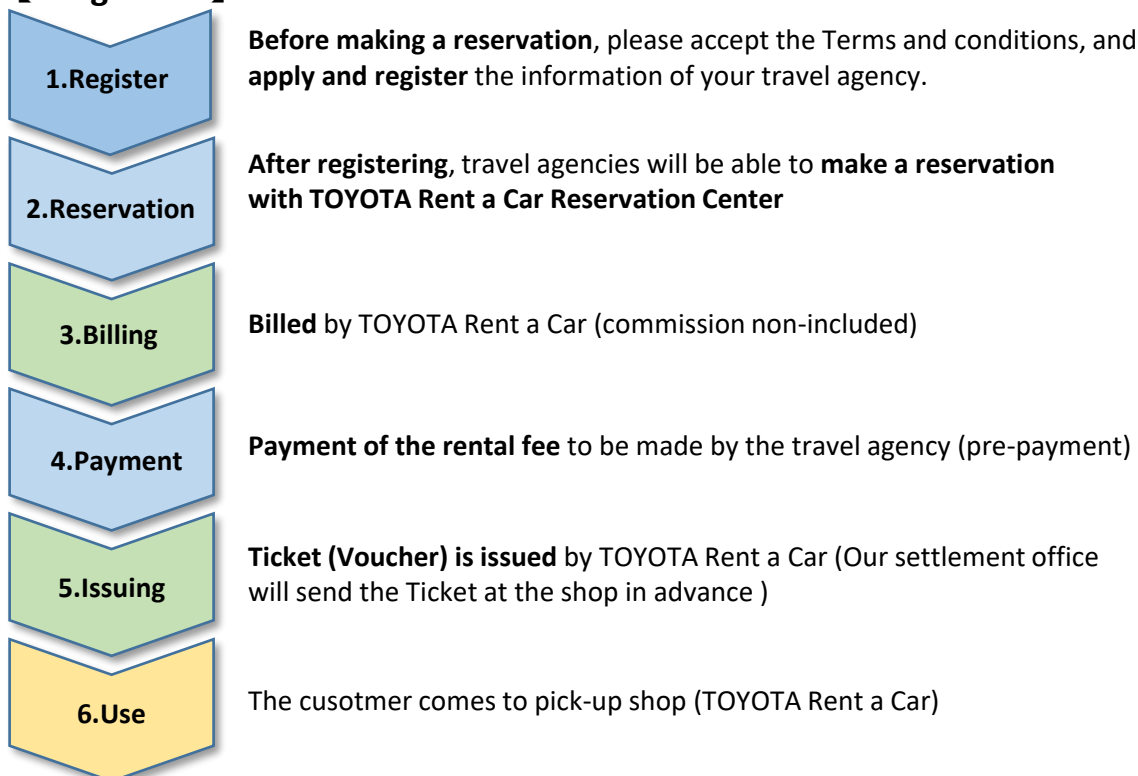 1.Register
Before making a reservation, please accept the Terms and conditions, and
apply and register the information of your travel agency.
2.Reservation
After registering, travel agencies will be able to make a reservation
with TOYOTA Rent a Car Reservation Center
3.Billing
Billed by TOYOTA Rent a Car (commission non-included)
4.Payment
Payment of the rental fee to be made by the travel agency (pre-payment)
5.Issuing
Ticket (Voucher) is issued by TOYOTA Rent a Car (Our settlement office
will send the Ticket at the shop in advance )
6.Use
The cusotmer comes to pick-up shop (TOYOTA Rent a Car)